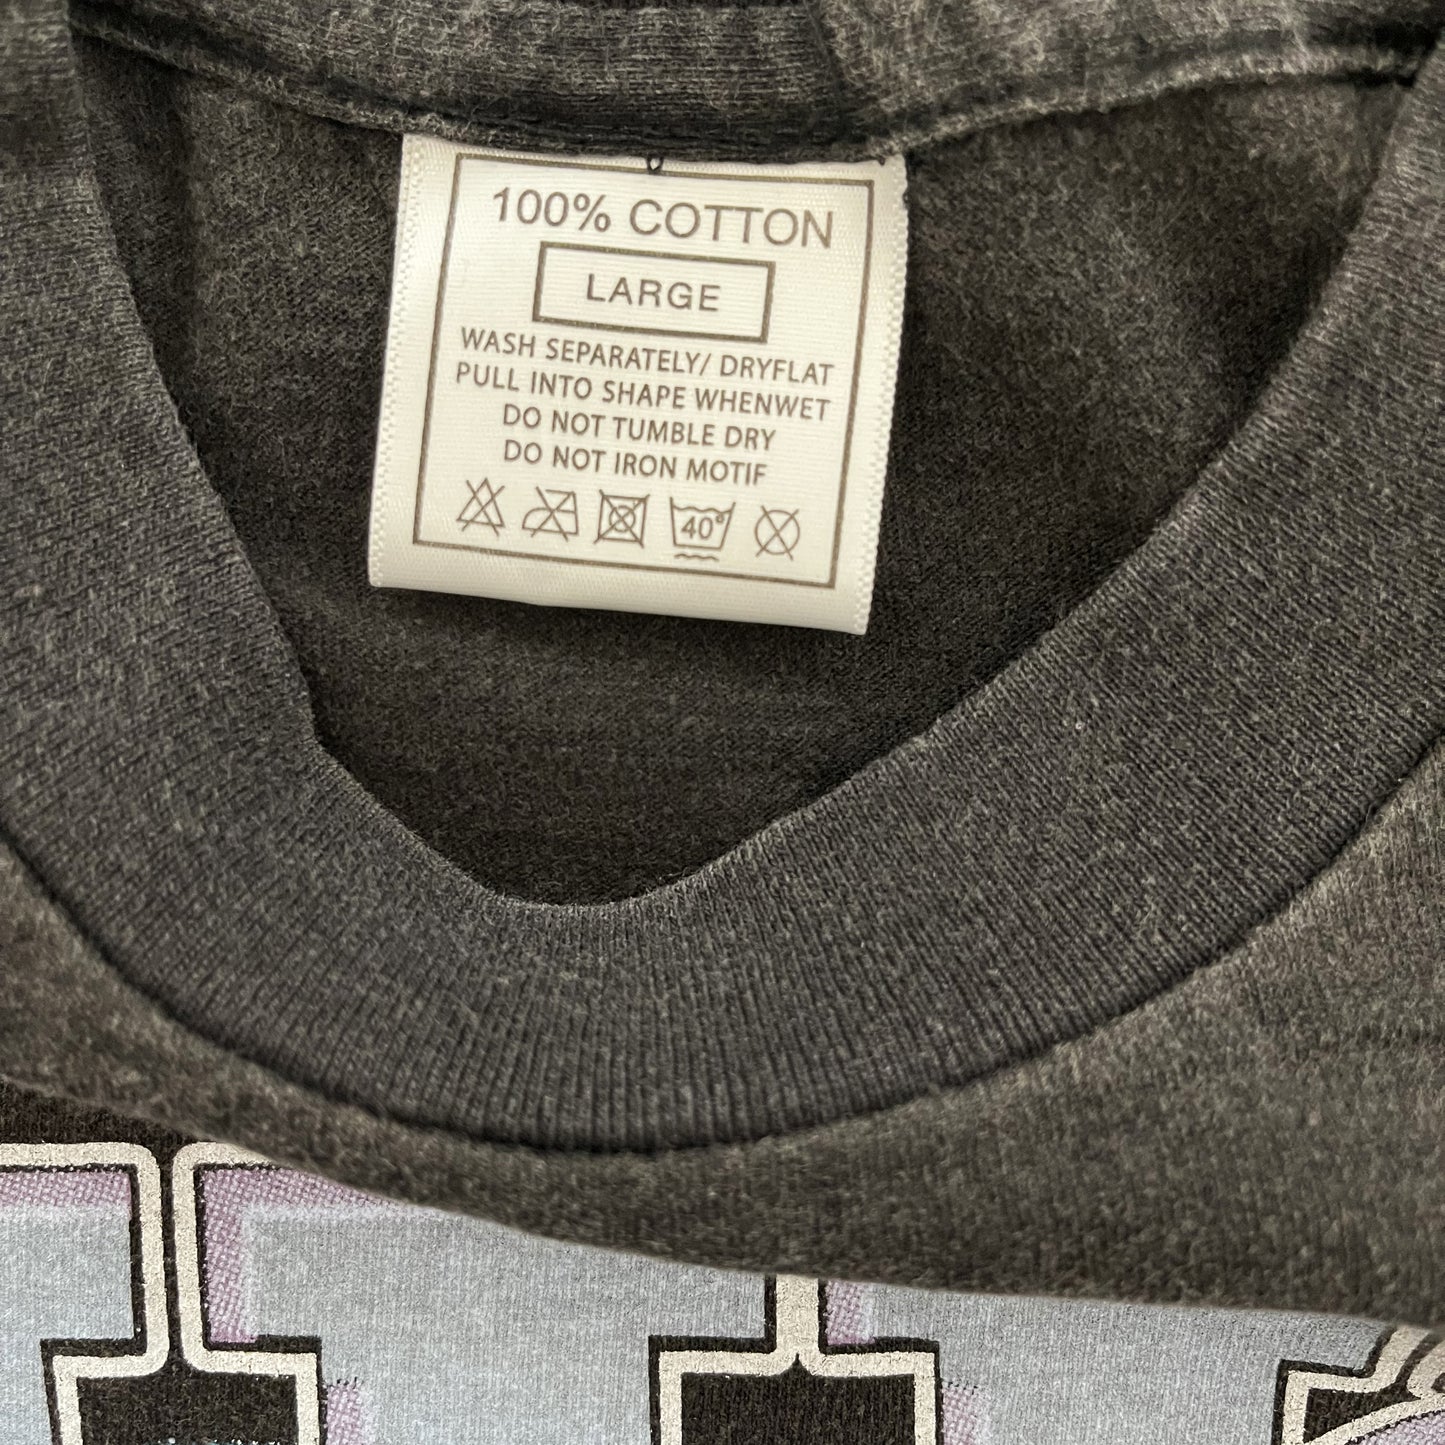 100% COTTON
LARGE
WASH SEPARATELY/ DRYFLAT
PULL INTO SHAPE WHENWET
DO NOT TUMBLE DRY
DO NOT IRON MOTIF
40°